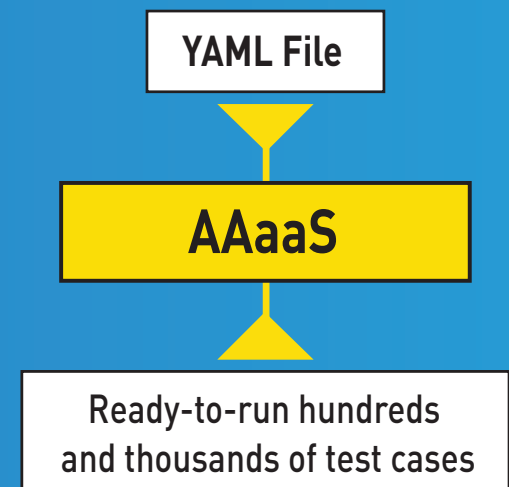 YAML File
AAaaS
Ready-to-run hundreds
and thousands of test cases